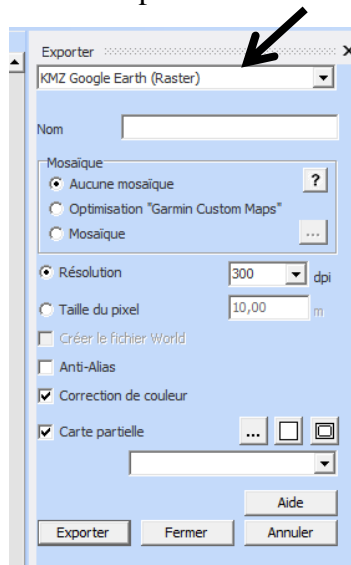 Exporter
KMZ Google Earth (Raster)
Nom
Mosaïque
Aucune mosaïque ?
Optimisation "Garmin Custom Maps"
Mosaïque ...
Résolution 300 dpi
Taille du pixel 10,00 m
Créer le fichier World
Anti-Alias
Correction de couleur
Carte partielle ...
Aide
Exporter Fermer Annuler